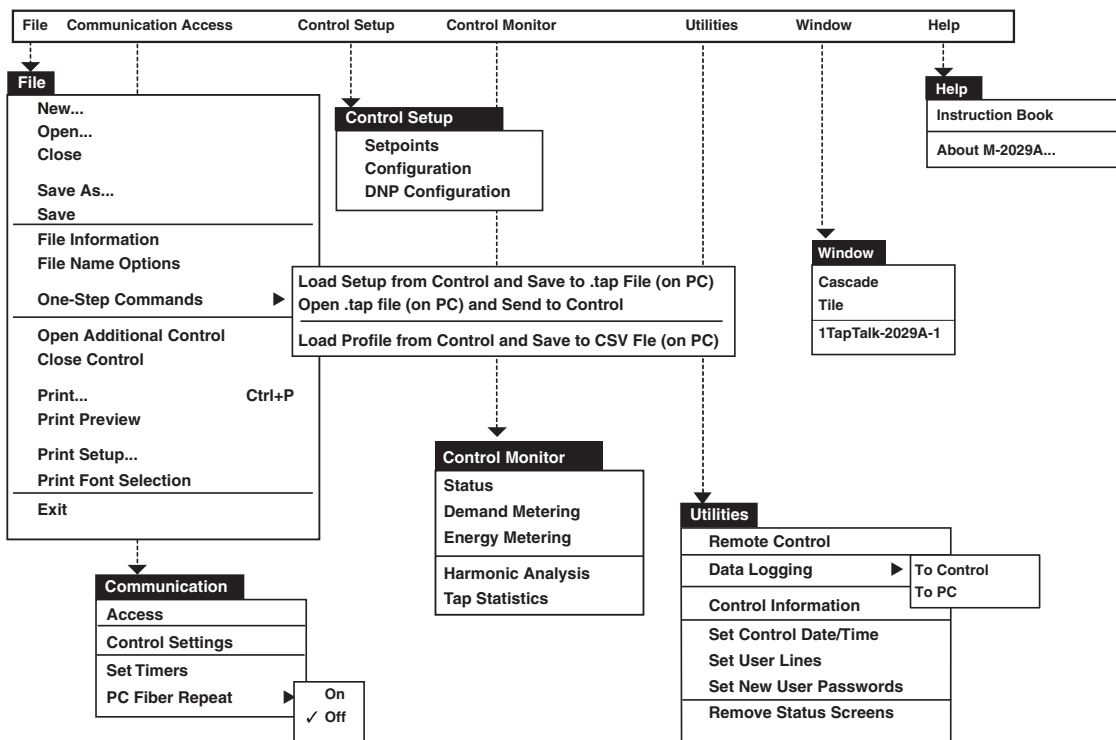 File Communication Access Control Setup Control Monitor Utilities Window Help
File
New...
Open...
Close
Save As...
Save
File Information
File Name Options
One-Step Commands
Open Additional Control
Close Control
Print... Ctrl+P
Print Preview
Print Setup...
Print Font Selection
Exit
Load Setup from Control and Save to .tap File (on PC)
Open .tap file (on PC) and Send to Control
Load Profile from Control and Save to CSV Fle (on PC)
Communication
Access
Control Settings
Set Timers
PC Fiber Repeat
On
✓ Off
Control Setup
Setpoints
Configuration
DNP Configuration
Control Monitor
Status
Demand Metering
Energy Metering
Harmonic Analysis
Tap Statistics
Utilities
Remote Control
Data Logging
To Control
To PC
Control Information
Set Control Date/Time
Set User Lines
Set New User Passwords
Remove Status Screens
Window
Cascade
Tile
1TapTalk-2029A-1
Help
Instruction Book
About M-2029A...